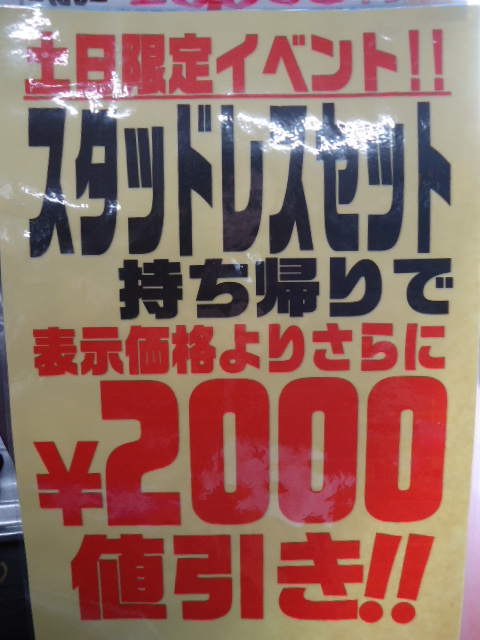 土日限定イベント!!
スタッドレスセット
持ち帰りで
表示価格よりさらに
¥2000
値引き!!